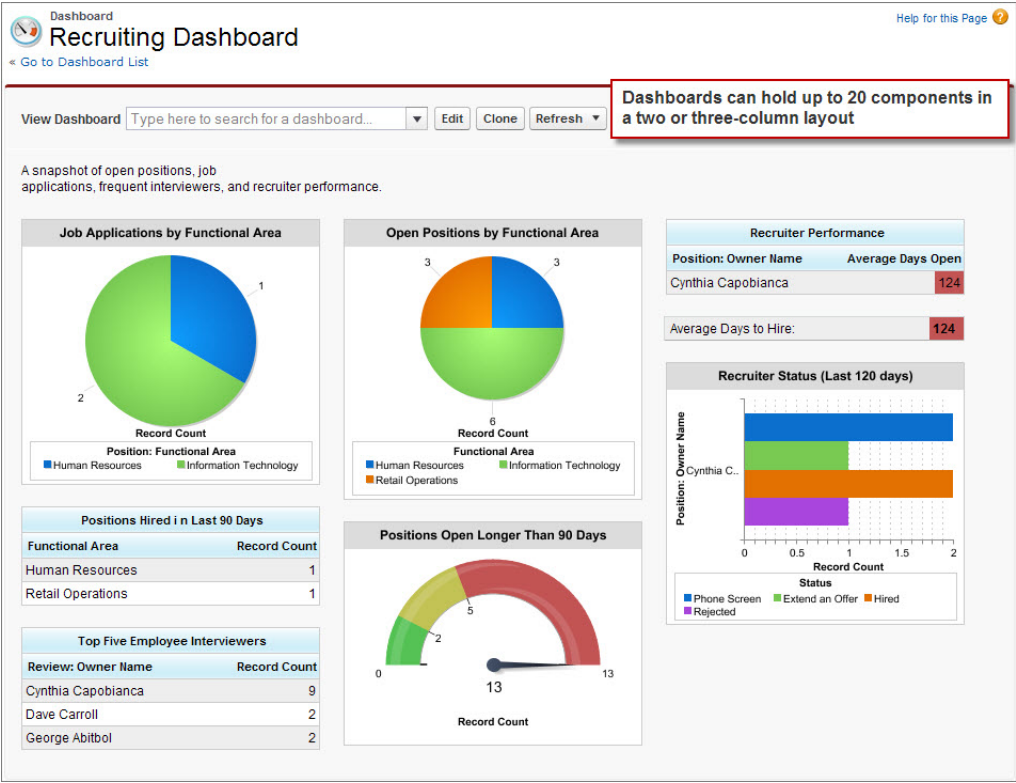 Dashboard
Recruiting Dashboard
Help for this Page ?
« Go to Dashboard List
Dashboards can hold up to 20 components in
a two or three-column layout
View Dashboard Type here to search for a dashboard... Edit Clone Refresh
A snapshot of open positions, job
applications, frequent interviewers, and recruiter performance.
Job Applications by Functional Area
1
2
Record Count
Position: Functional Area
Human Resources Information Technology
Positions Hired i n Last 90 Days
Functional Area Record Count
Human Resources 1
Retail Operations 1
Top Five Employee Interviewers
Review: Owner Name Record Count
Cynthia Capobianca 9
Dave Carroll 2
George Abitbol 2
Open Positions by Functional Area
3 3
6
Record Count
Functional Area
Human Resources Information Technology
Retail Operations
Positions Open Longer Than 90 Days
5
2
0 13
13
Record Count
Recruiter Performance
Position: Owner Name Average Days Open
Cynthia Capobianca 124
Average Days to Hire: 124
Recruiter Status (Last 120 days)
Position: Owner Name
Cynthia C..
0 0.5 1 1.5 2
Record Count
Status
Phone Screen Extend an Offer Hired
Rejected